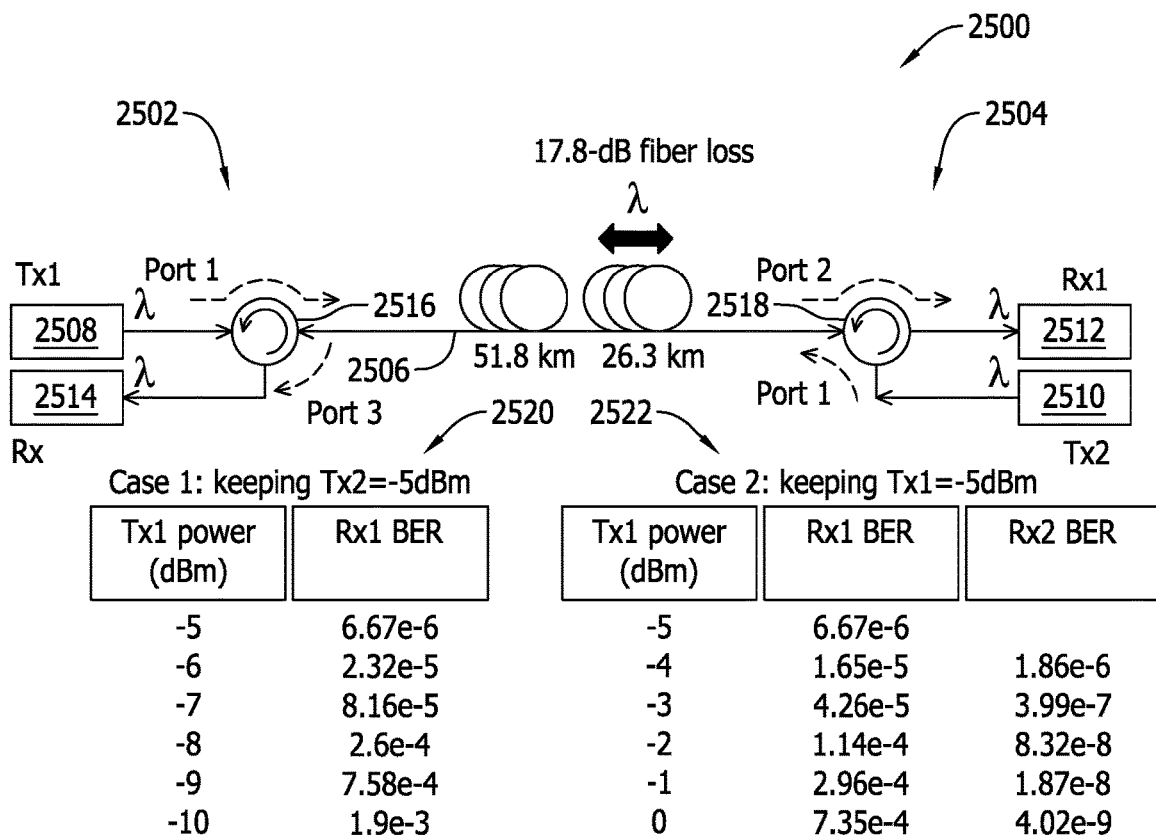 2500
2502
2504
17.8-dB fiber loss
λ
Tx1
Port 1
2516
2518
Port 2
Rx1
2508
λ
λ
2512
2514
λ
2506
51.8 km
26.3 km
λ
2510
Rx
Port 3
2520
2522
Port 1
Tx2
Case 1: keeping Tx2=-5dBm
Tx1 power (dBm) Rx1 BER
-5 6.67e-6
-6 2.32e-5
-7 8.16e-5
-8 2.6e-4
-9 7.58e-4
-10 1.9e-3
Case 2: keeping Tx1=-5dBm
Tx1 power (dBm) Rx1 BER Rx2 BER
-5 6.67e-6
-4 1.65e-5 1.86e-6
-3 4.26e-5 3.99e-7
-2 1.14e-4 8.32e-8
-1 2.96e-4 1.87e-8
0 7.35e-4 4.02e-9